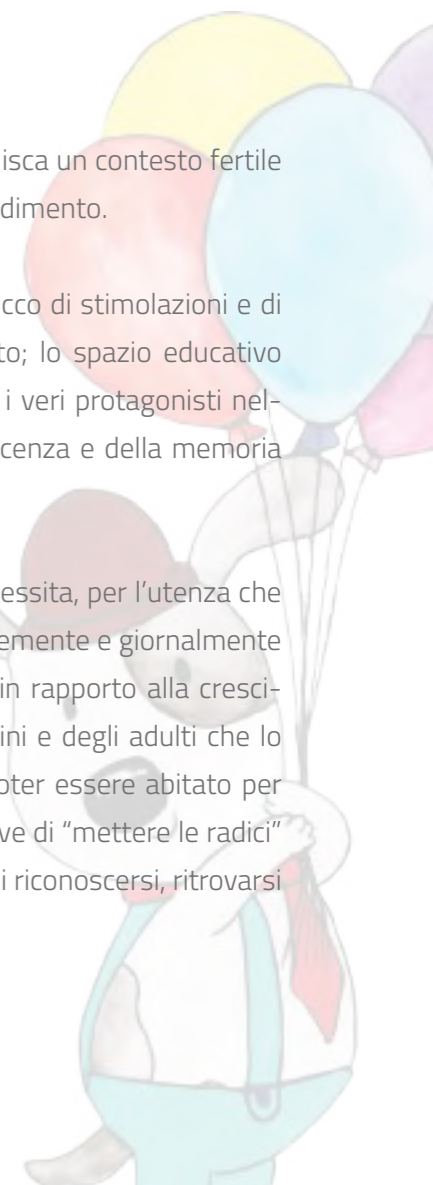 isca un contesto fertile
dimento.
cco di stimolazioni e di
to; lo spazio educativo
i veri protagonisti nel-
cenza e della memoria
essita, per l’utenza che
emente e giornalmente
in rapporto alla cresci-
ini e degli adulti che lo
oter essere abitato per
ve di “mettere le radici”
i riconoscersi, ritrovarsi